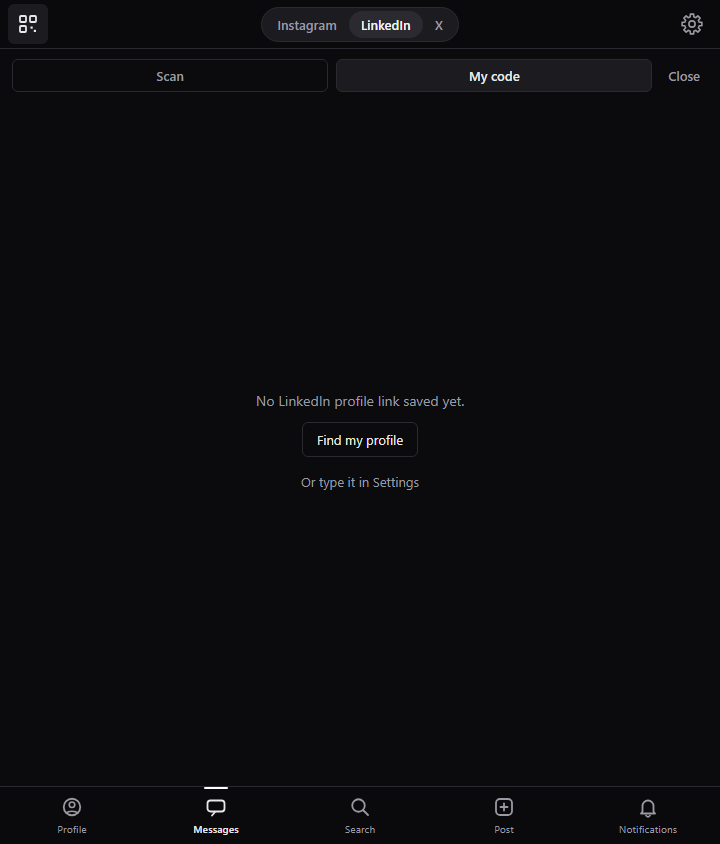 Instagram LinkedIn X
Scan My code Close
No LinkedIn profile link saved yet.
Find my profile
Or type it in Settings
Profile Messages Search Post Notifications